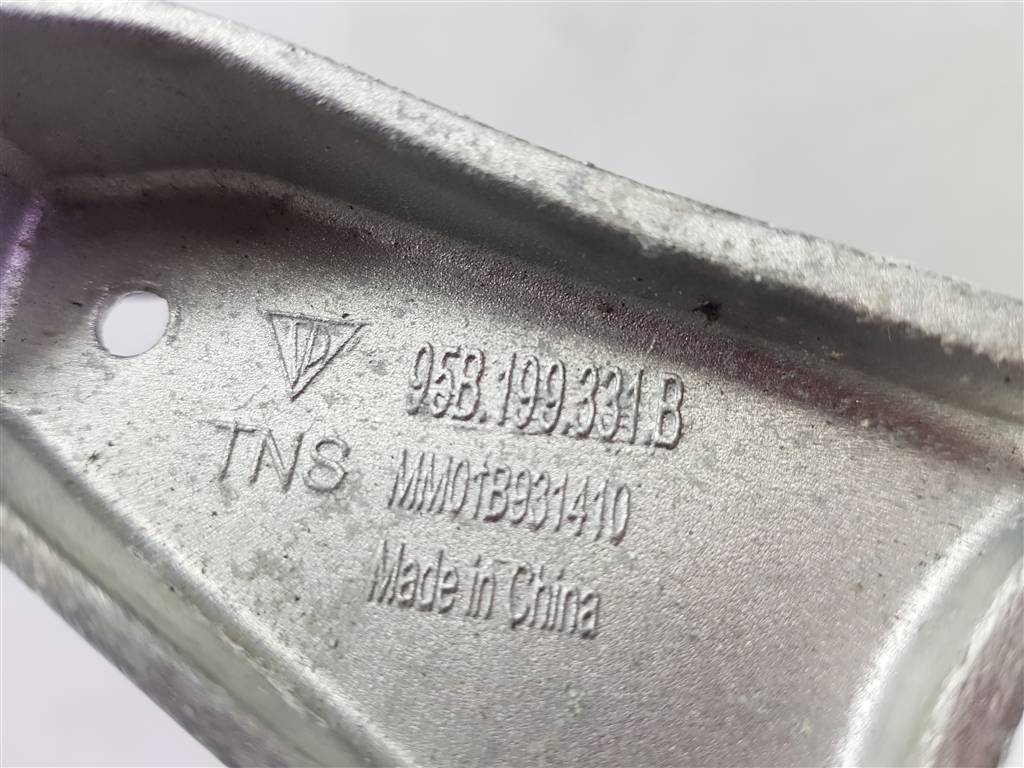 95B.199.331.B
TNS
MM01B931410
Made in China